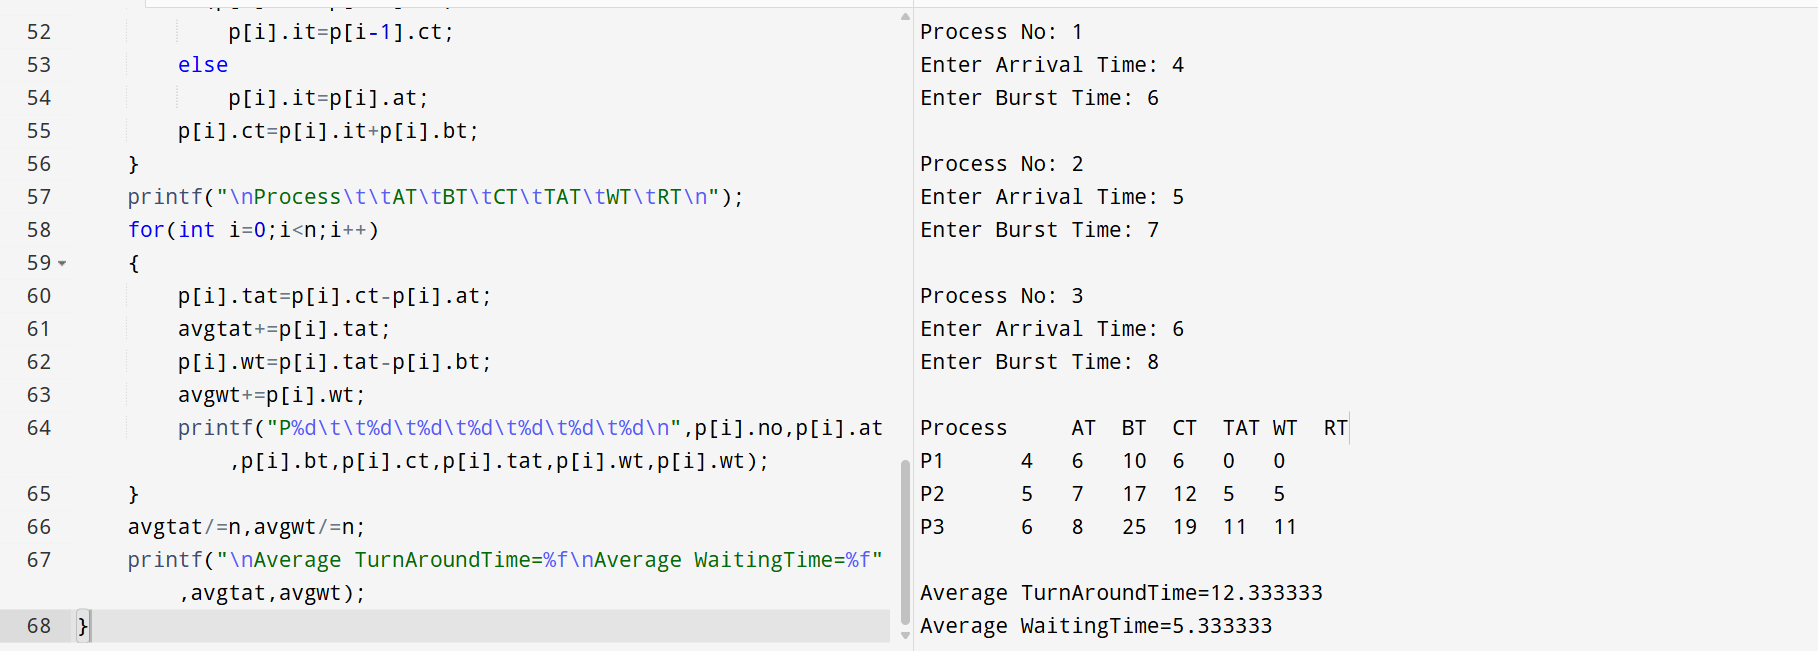 52 p[i].it=p[i-1].ct;
53 else
54 p[i].it=p[i].at;
55 p[i].ct=p[i].it+p[i].bt;
56 }
57 printf("\nProcess\t\tAT\tBT\tCT\tTAT\tWT\tRT\n");
58 for(int i=0;i<n;i++)
59 {
60 p[i].tat=p[i].ct-p[i].at;
61 avgtat+=p[i].tat;
62 p[i].wt=p[i].tat-p[i].bt;
63 avgwt+=p[i].wt;
64 printf("P%d\t\t%d\t%d\t%d\t%d\t%d\t%d\n",p[i].no,p[i].at
,p[i].bt,p[i].ct,p[i].tat,p[i].wt,p[i].wt);
65 }
66 avgtat/=n,avgwt/=n;
67 printf("\nAverage TurnAroundTime=%f\nAverage WaitingTime=%f"
,avgtat,avgwt);
68 }
Process No: 1
Enter Arrival Time: 4
Enter Burst Time: 6
Process No: 2
Enter Arrival Time: 5
Enter Burst Time: 7
Process No: 3
Enter Arrival Time: 6
Enter Burst Time: 8
Process AT BT CT TAT WT RT
P1 4 6 10 6 0 0
P2 5 7 17 12 5 5
P3 6 8 25 19 11 11
Average TurnAroundTime=12.333333
Average WaitingTime=5.333333